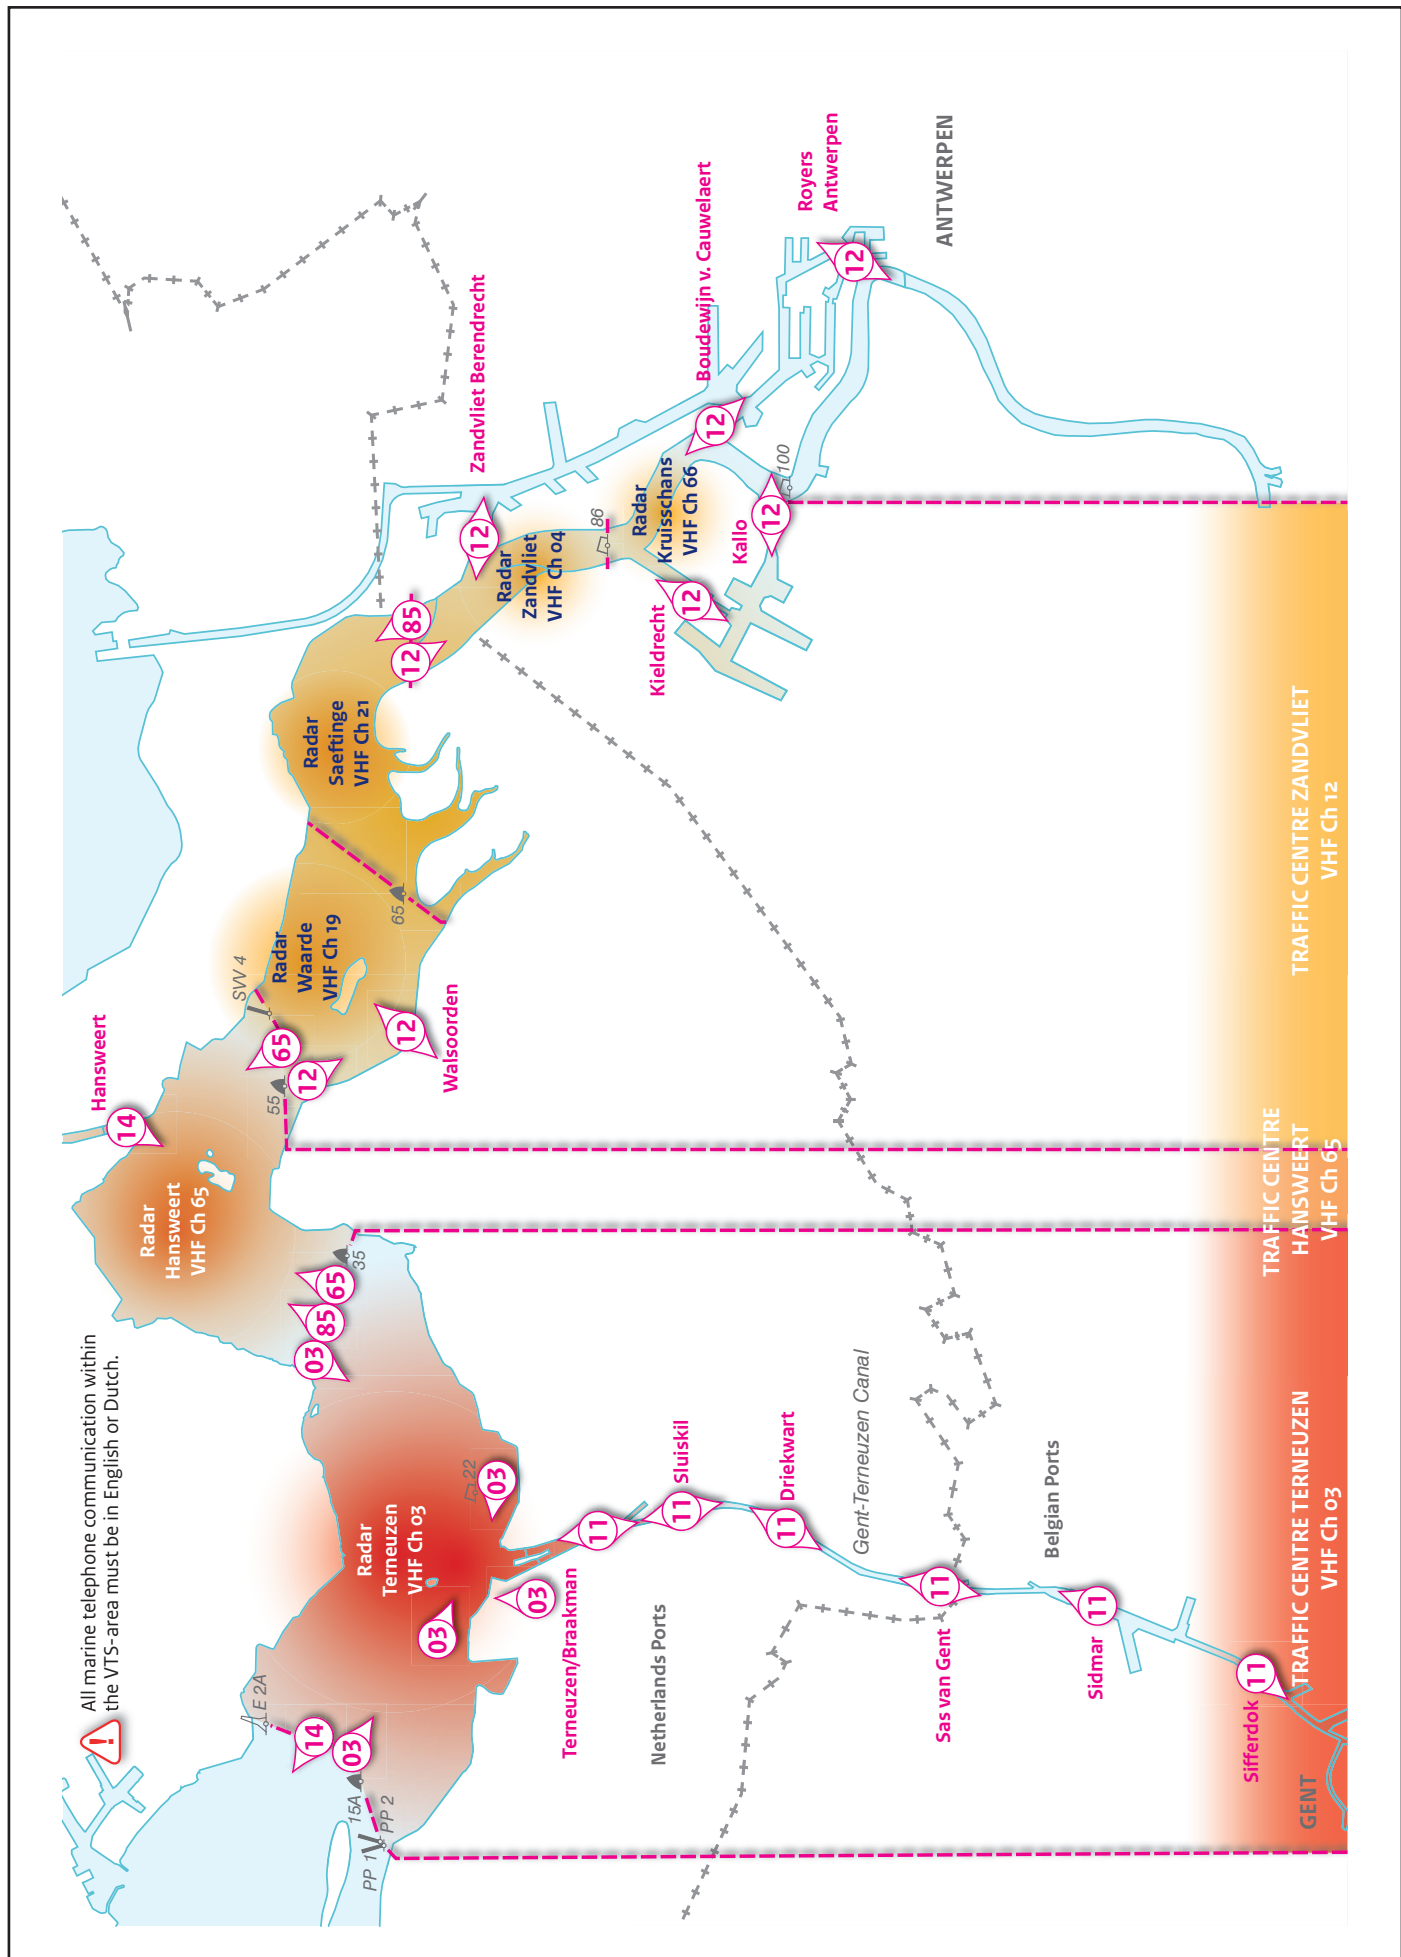 All marine telephone communication within
the VTS-area must be in English or Dutch.
Hansweert
14
Radar
Hansweert
VHF Ch 65
SVV 4
55
65
12
Radar
Waarde
VHF Ch 19
65
12
Walsoorden
Radar
Saeftinge
VHF Ch 21
12
85
Zandvliet Berendrecht
12
Radar
Zandvliet
VHF Ch 04
86
Radar
Kruisschans
VHF Ch 66
Boudewijn v. Cauwelaert
12
Royers
Antwerpen
12
ANTWERPEN
Kieldrecht
12
Kallo
12
100
35
65
85
03
Radar
Terneuzen
VHF Ch 03
22
03
03
03
E 2A
14
03
15A
PP 1
PP 2
Terneuzen/Braakman
11
Sluiskil
11
Driekwart
11
Gent-Terneuzen Canal
Netherlands Ports
Belgian Ports
Sas van Gent
11
Sidmar
11
Sifferdok
11
GENT
TRAFFIC CENTRE TERNEUZEN
VHF Ch 03
TRAFFIC CENTRE
HANSWEERT
VHF Ch 65
TRAFFIC CENTRE ZANDVLIET
VHF Ch 12